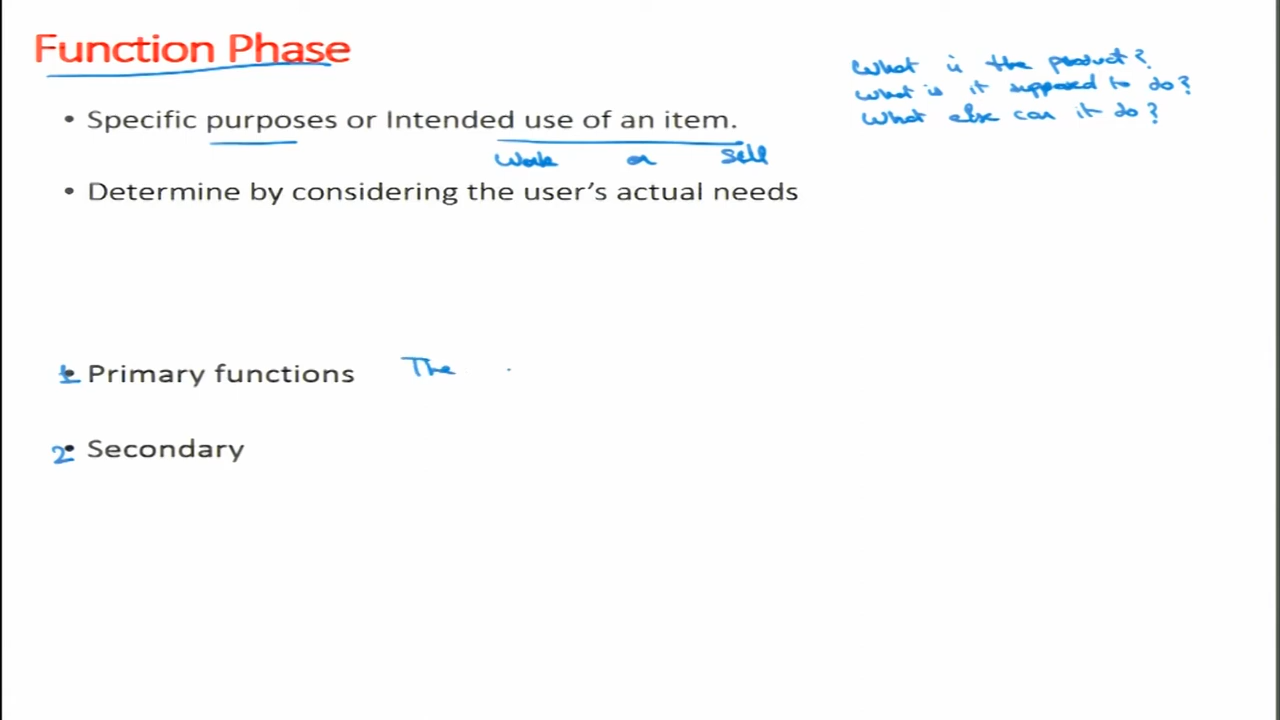 Function Phase
What is the product?
What is it supposed to do?
What else can it do?
• Specific purposes or Intended use of an item.
Work or Sell
• Determine by considering the user's actual needs
1• Primary functions The
2• Secondary